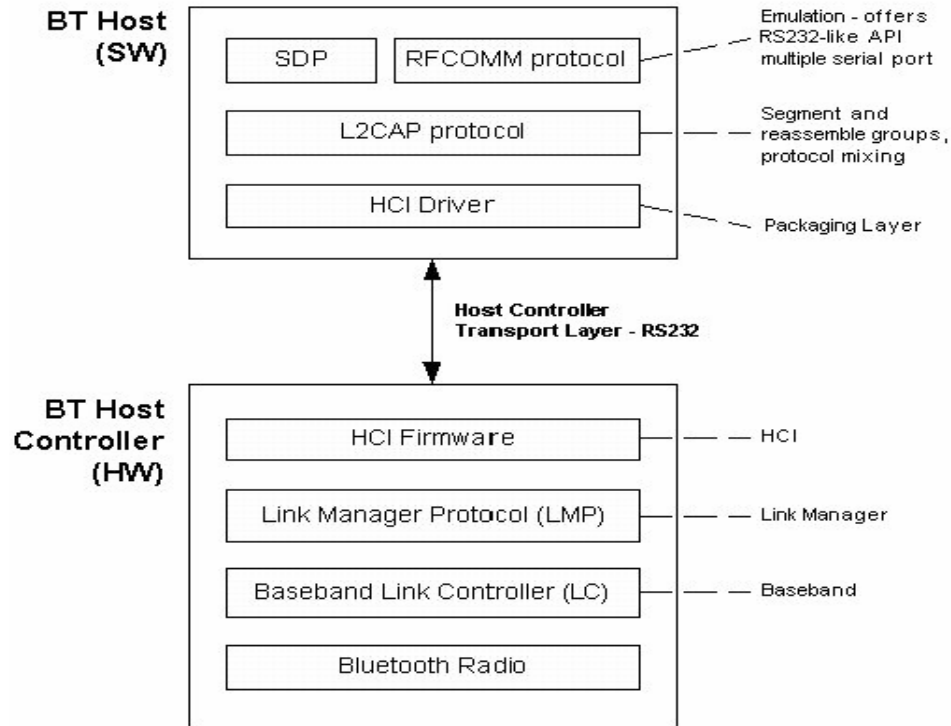 BT Host
(SW)
SDP
RFCOMM protocol
Emulation - offers
RS232-like API
multiple serial port
L2CAP protocol
Segment and
reassemble groups,
protocol mixing
HCI Driver
Packaging Layer
Host Controller
Transport Layer - RS232
BT Host
Controller
(HW)
HCI Firmware
HCI
Link Manager Protocol (LMP)
Link Manager
Baseband Link Controller (LC)
Baseband
Bluetooth Radio